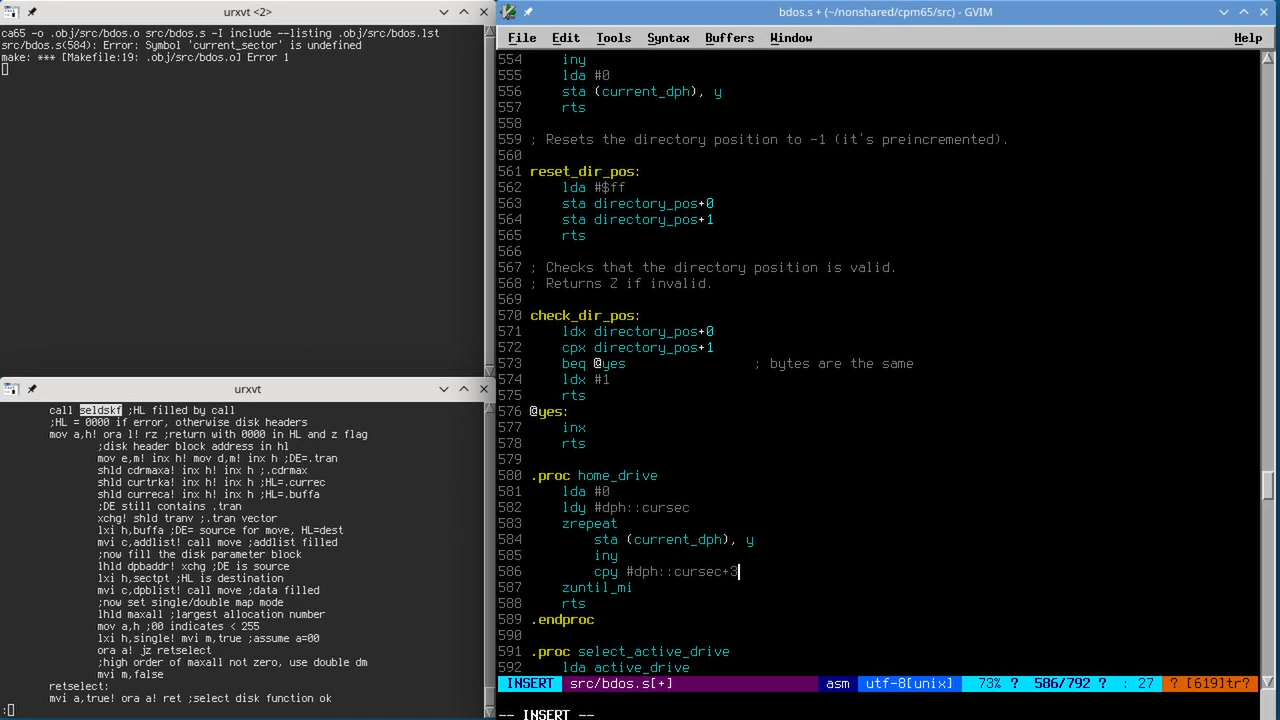 urxvt <2>
ca65 -o .obj/src/bdos.o src/bdos.s -I include --listing .obj/src/bdos.lst
src/bdos.s(584): Error: Symbol 'current_sector' is undefined
make: *** [Makefile:19: .obj/src/bdos.o] Error 1
urxvt
call seldskf ;HL filled by call
;HL = 0000 if error, otherwise disk headers
mov a,h! ora l! rz ;return with 0000 in HL and z flag
;disk header block address in hl
mov e,m! inx h! mov d,m! inx h ;DE=.tran
shld cdrmaxa! inx h! inx h ;.cdrmax
shld curtrka! inx h! inx h ;HL=.currec
shld curreca! inx h! inx h ;HL=.buffa
;DE still contains .tran
xchg! shld tranv ;.tran vector
lxi h,buffa ;DE= source for move, HL=dest
mvi c,addlist! call move ;addlist filled
;now fill the disk parameter block
lhld dpbaddr! xchg ;DE is source
lxi h,sectpt ;HL is destination
mvi c,dpblist! call move ;data filled
;now set single/double map mode
lhld maxall ;largest allocation number
mov a,h ;00 indicates < 255
lxi h,single! mvi m,true ;assume a=00
ora a! jz retselect
;high order of maxall not zero, use double dm
mvi m,false
retselect:
mvi a,true! ora a! ret ;select disk function ok
:
bdos.s + (~/nonshared/cpm65/src) - GVIM
File Edit Tools Syntax Buffers Window Help
554 iny
555 lda #0
556 sta (current_dph), y
557 rts
558
559 ; Resets the directory position to -1 (it's preincremented).
560
561 reset_dir_pos:
562 lda #$ff
563 sta directory_pos+0
564 sta directory_pos+1
565 rts
566
567 ; Checks that the directory position is valid.
568 ; Returns Z if invalid.
569
570 check_dir_pos:
571 ldx directory_pos+0
572 cpx directory_pos+1
573 beq @yes ; bytes are the same
574 ldx #1
575 rts
576 @yes:
577 inx
578 rts
579
580 .proc home_drive
581 lda #0
582 ldy #dph::cursec
583 zrepeat
584 sta (current_dph), y
585 iny
586 cpy #dph::cursec+3
587 zuntil_mi
588 rts
589 .endproc
590
591 .proc select_active_drive
592 lda active_drive
INSERT src/bdos.s[+] asm utf-8[unix] 73% ? 586/792 ? : 27 ? [619]tr?
-- INSERT --